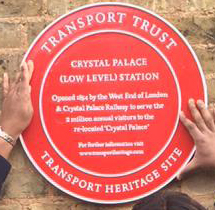 TRANSPORT TRUST
CRYSTAL PALACE
(LOW LEVEL) STATION
Opened 1854 by the West End of London
& Crystal Palace Railway to serve the
2 million annual visitors to the
re-located 'Crystal Palace'
For further information visit
www.transportheritage.com
TRANSPORT HERITAGE SITE